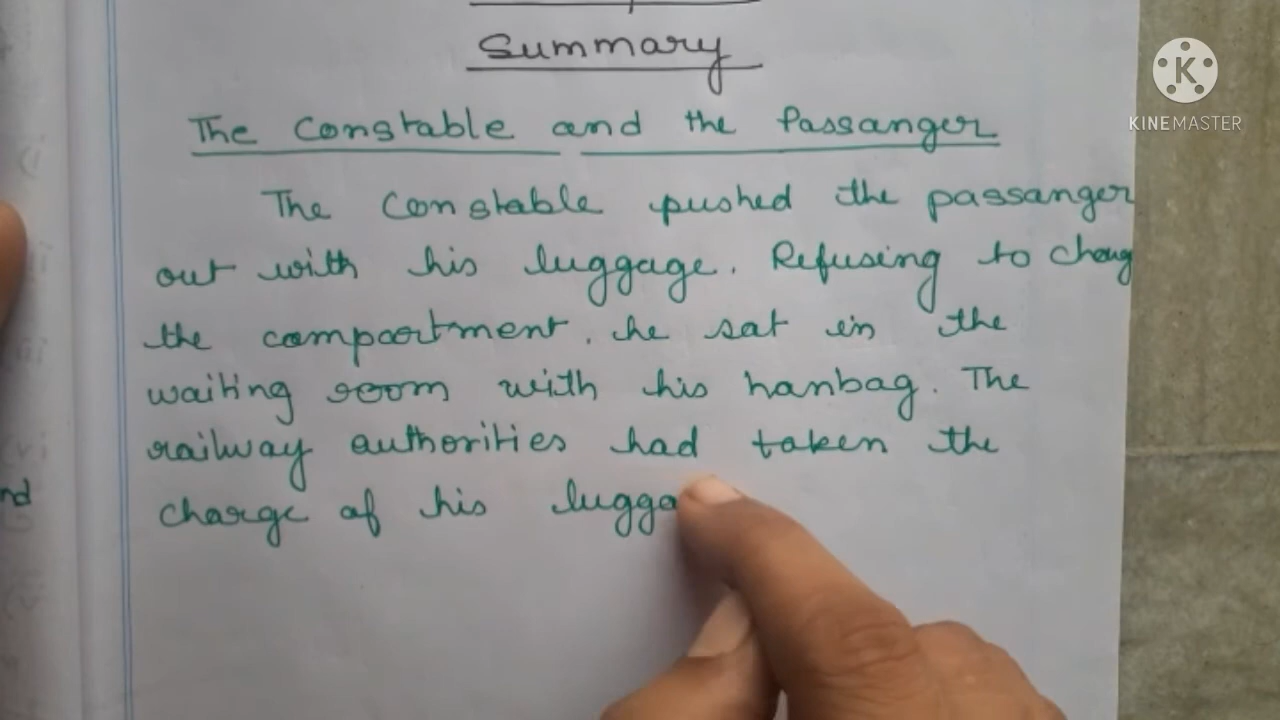 Summary
The Constable and the Passanger
The Constable pushed the passanger
out with his luggage. Refusing to chang
the compartment, he sat in the
waiting room with his hanbag. The
railway authorities had taken the
charge of his lugga
nd
K
KINEMASTER